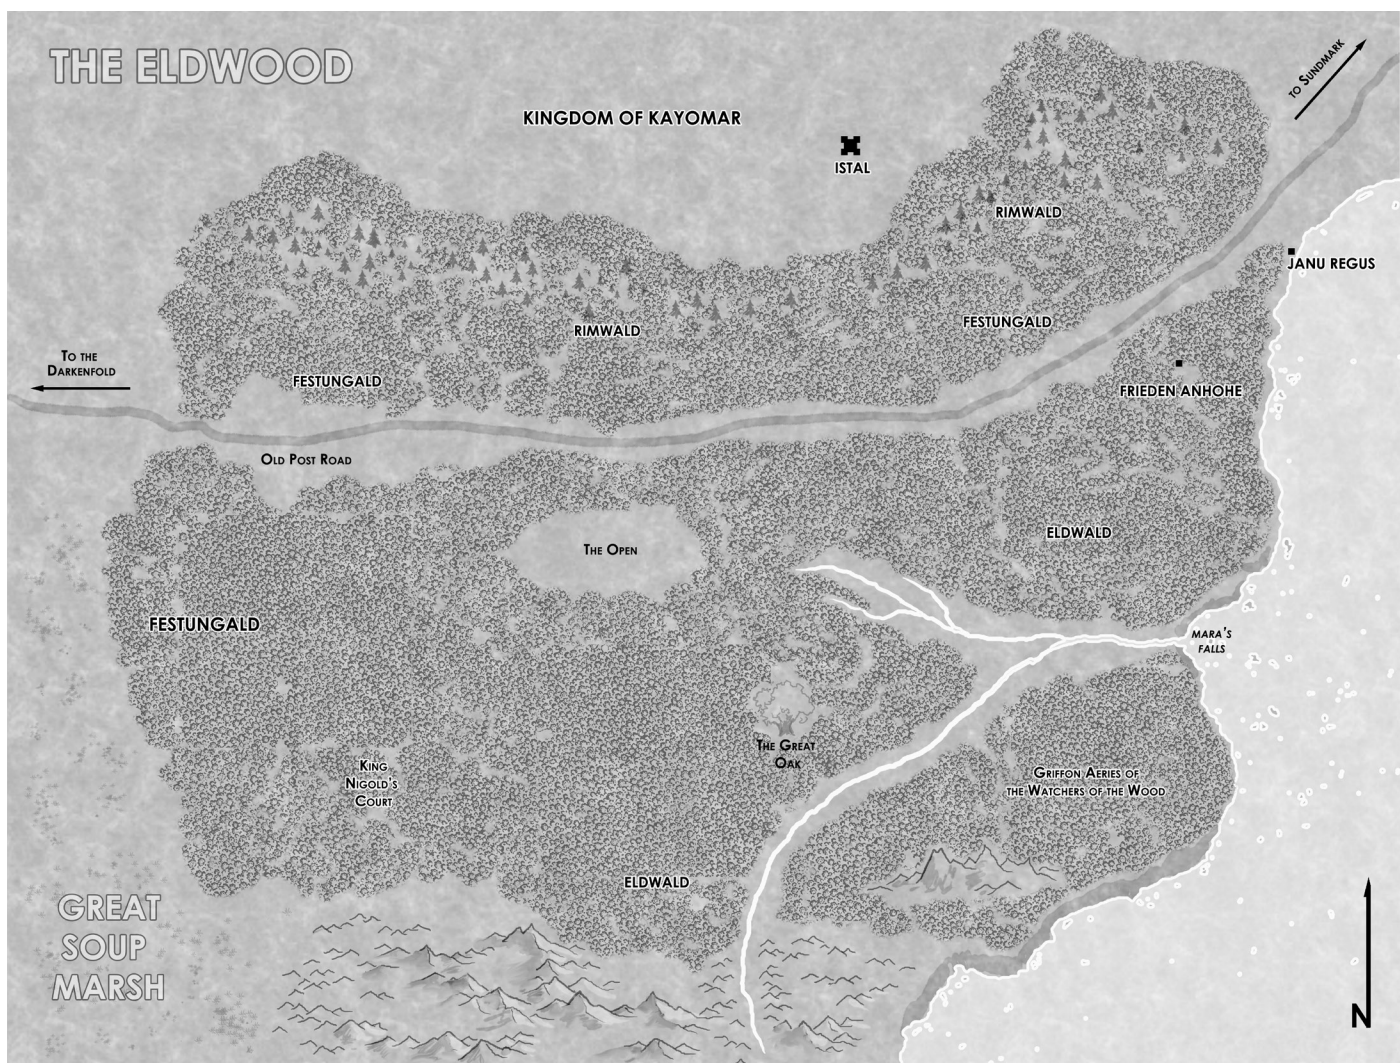 THE ELDWOOD
TO SUNDMARK
KINGDOM OF KAYOMAR
ISTAL
RIMWALD
JANU REGUS
FESTUNGALD
RIMWALD
TO THE
DARKENFOLD
FESTUNGALD
FRIEDEN ANHOHE
OLD POST ROAD
ELDWALD
THE OPEN
FESTUNGALD
MARA'S
FALLS
THE GREAT
OAK
KING
NIGOLD'S
COURT
GRIFFON AERIES OF
THE WATCHERS OF THE WOOD
ELDWALD
GREAT
SOUP
MARSH
N